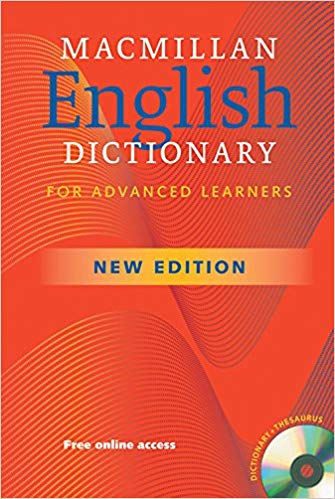 MACMILLAN
English
DICTIONARY
FOR ADVANCED LEARNERS
NEW EDITION
Free online access
DICTIONARY+THESAURUS